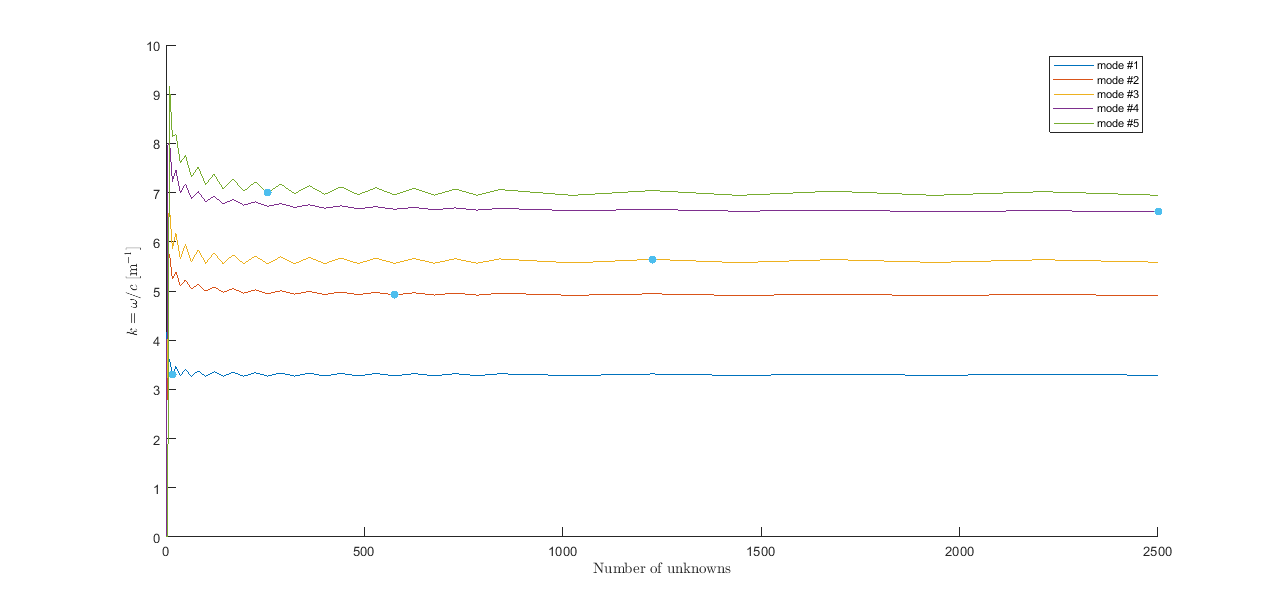 10
9
8
7
6
5
4
3
2
1
0
k = ω/c [m⁻¹]
0 500 1000 1500 2000 2500
Number of unknowns
mode #1
mode #2
mode #3
mode #4
mode #5